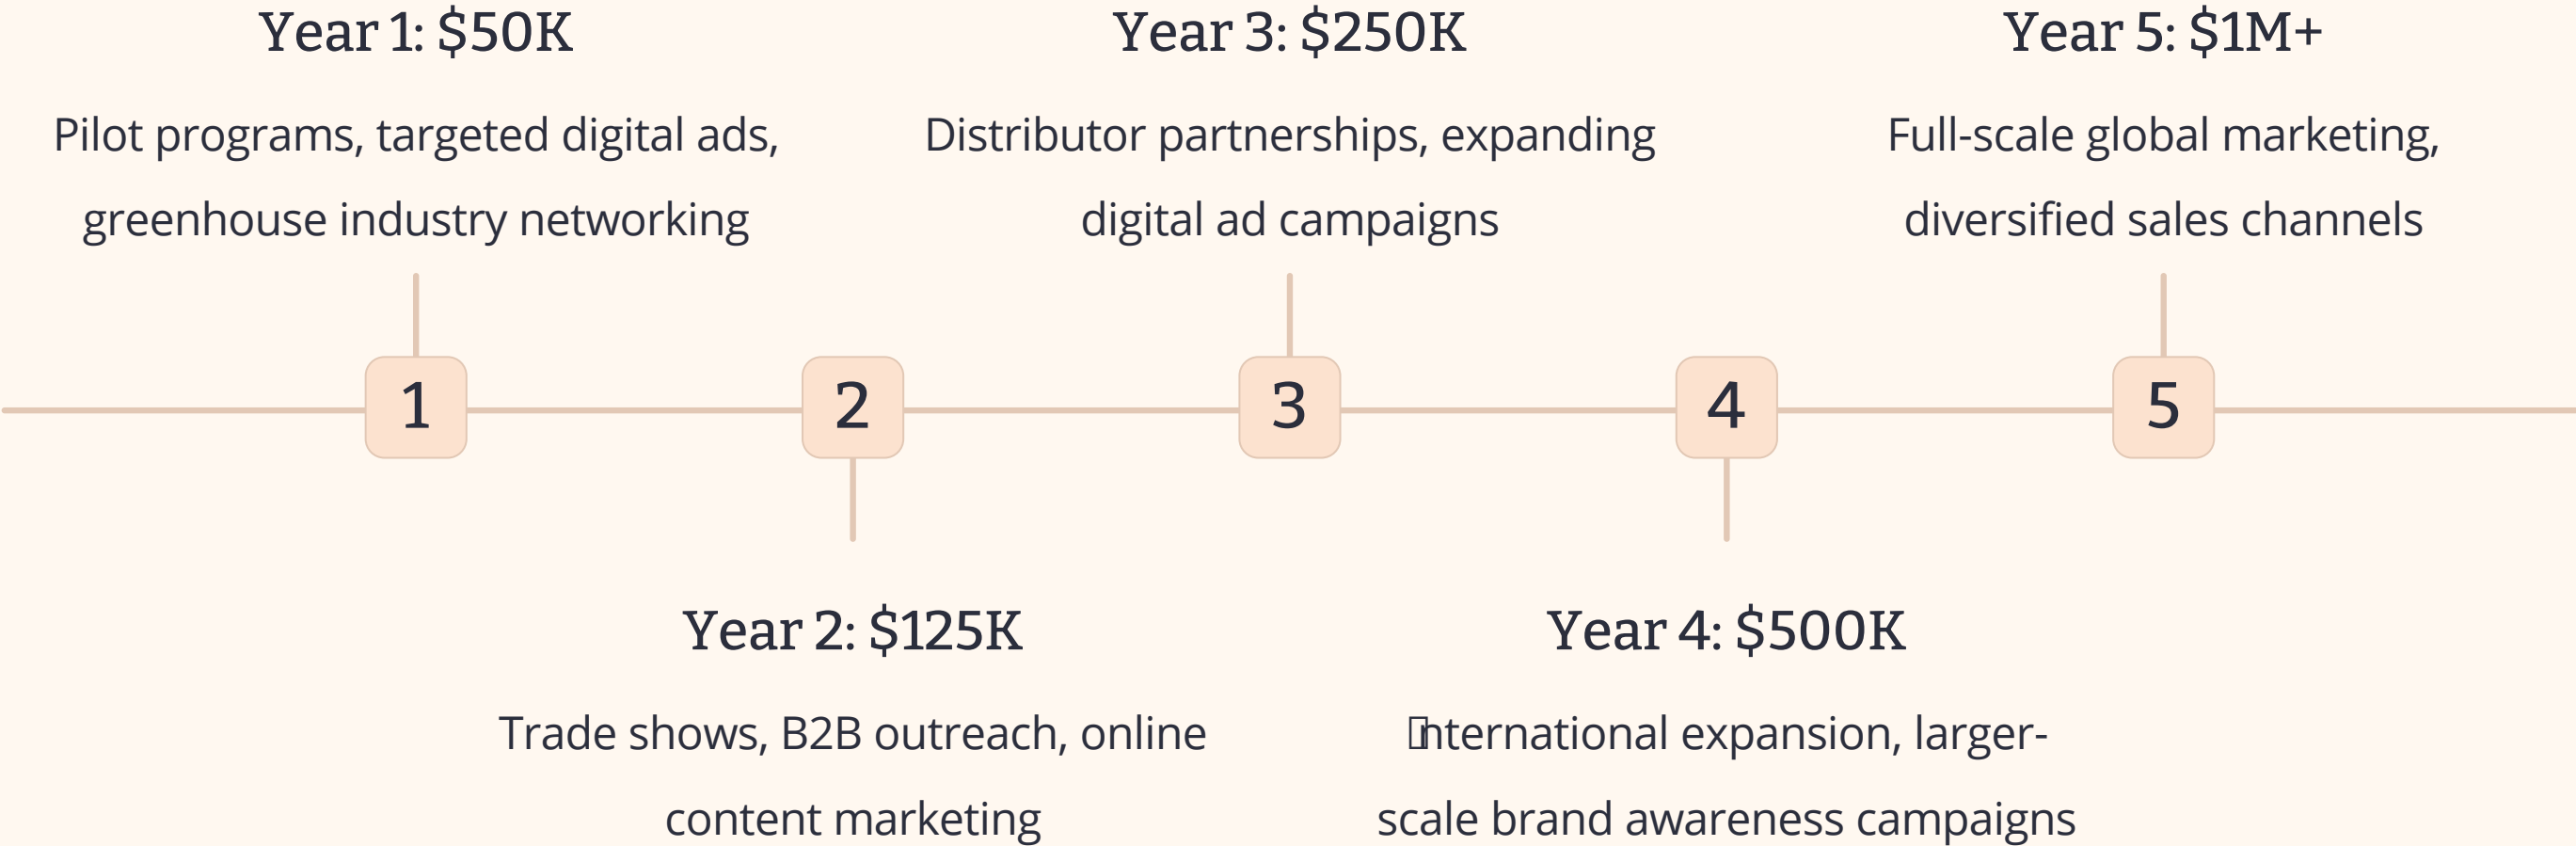 Year 1: $50K
Pilot programs, targeted digital ads,
greenhouse industry networking
Year 3: $250K
Distributor partnerships, expanding
digital ad campaigns
Year 5: $1M+
Full-scale global marketing,
diversified sales channels
1
2
3
4
5
Year 2: $125K
Trade shows, B2B outreach, online
content marketing
Year 4: $500K
International expansion, larger-
scale brand awareness campaigns